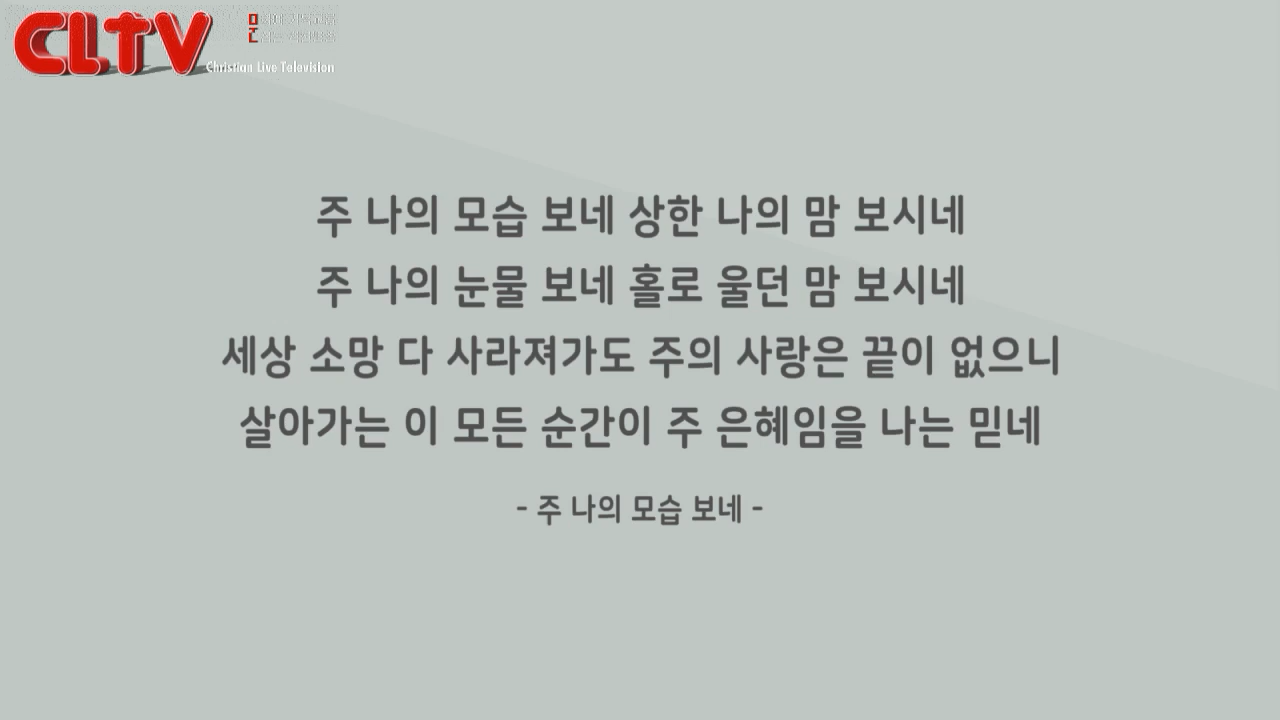 CLTV
Christian Live Television
주 나의 모습 보네 상한 나의 맘 보시네
주 나의 눈물 보네 홀로 울던 맘 보시네
세상 소망 다 사라져가도 주의 사랑은 끝이 없으니
살아가는 이 모든 순간이 주 은혜임을 나는 믿네
- 주 나의 모습 보네 -